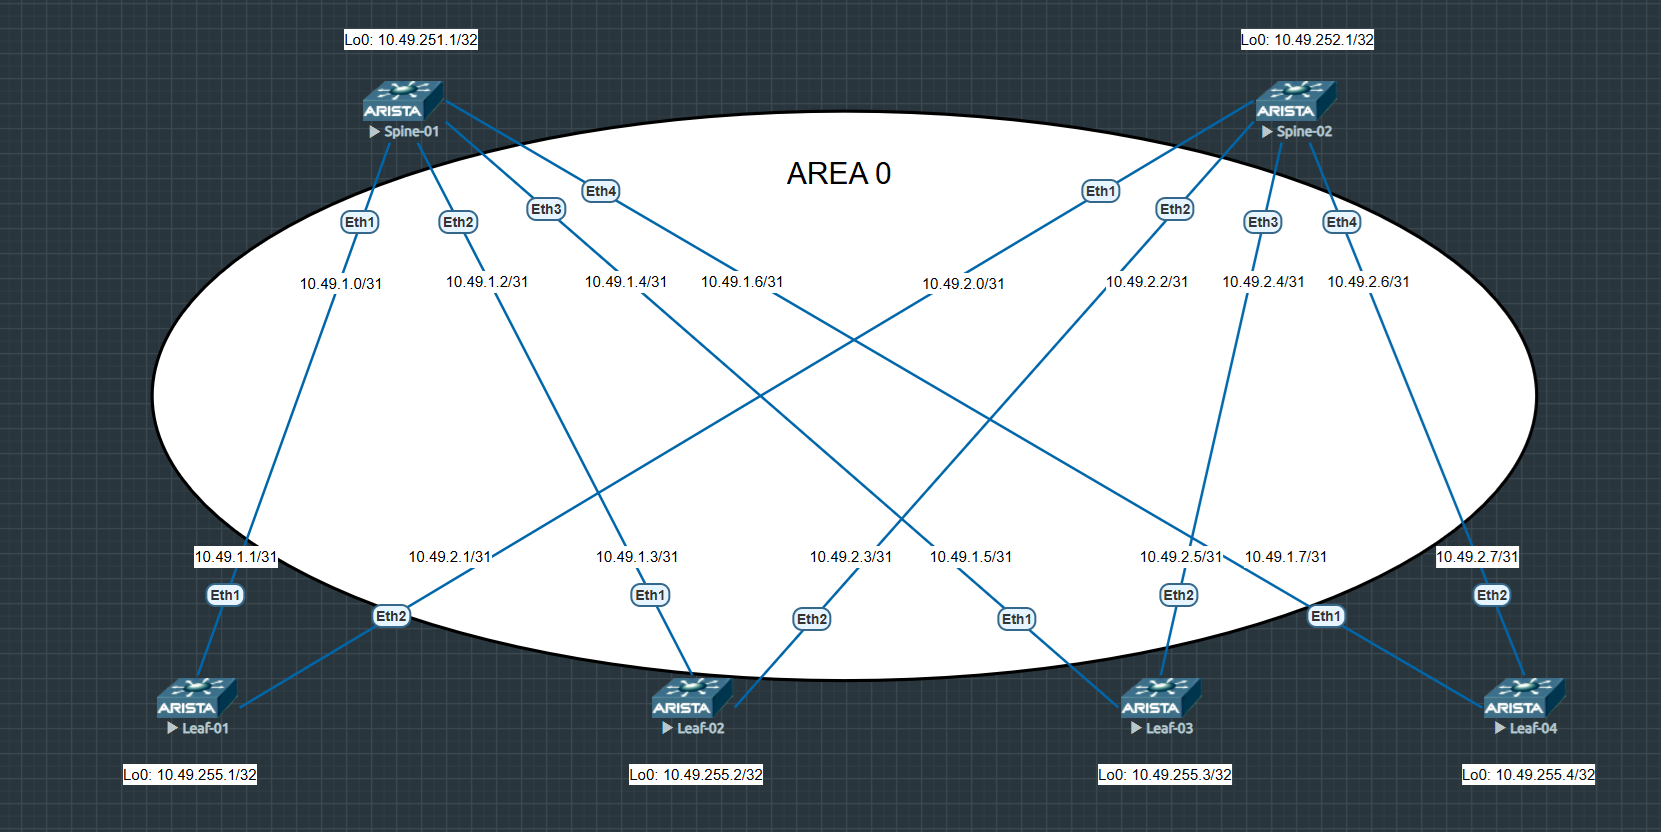 Lo0: 10.49.251.1/32
Lo0: 10.49.252.1/32
ARISTA
Spine-01
ARISTA
Spine-02
AREA 0
Eth1
Eth2
Eth3
Eth4
Eth1
Eth2
Eth3
Eth4
10.49.1.0/31
10.49.1.2/31
10.49.1.4/31
10.49.1.6/31
10.49.2.0/31
10.49.2.2/31
10.49.2.4/31
10.49.2.6/31
10.49.1.1/31
10.49.2.1/31
10.49.1.3/31
10.49.2.3/31
10.49.1.5/31
10.49.2.5/31
10.49.1.7/31
10.49.2.7/31
Eth1
Eth2
Eth1
Eth2
Eth1
Eth2
Eth1
Eth2
ARISTA
Leaf-01
ARISTA
Leaf-02
ARISTA
Leaf-03
ARISTA
Leaf-04
Lo0: 10.49.255.1/32
Lo0: 10.49.255.2/32
Lo0: 10.49.255.3/32
Lo0: 10.49.255.4/32